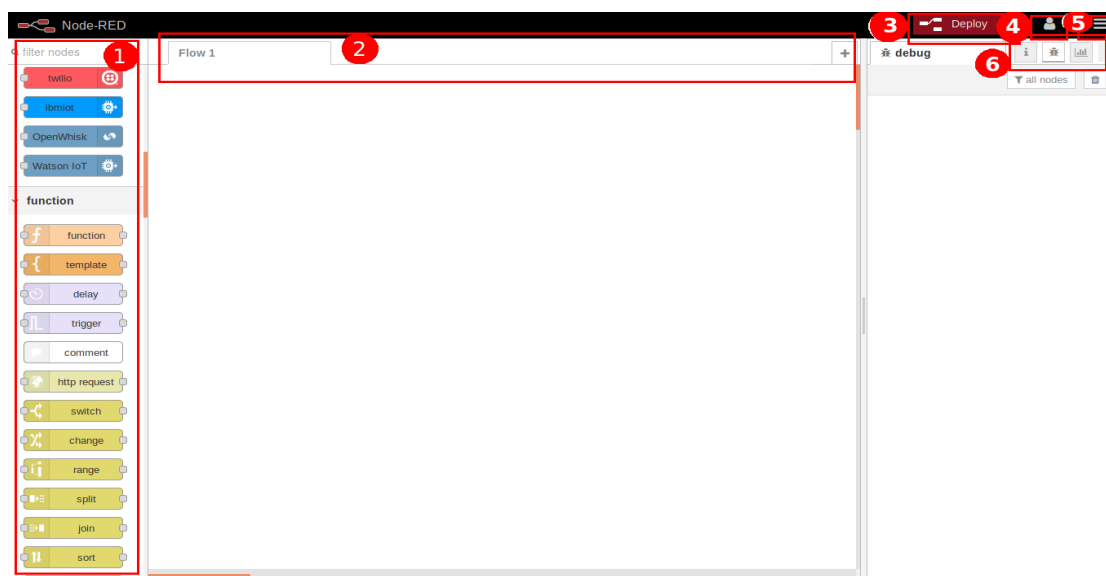 Node-RED
3
Deploy
4
5
filter nodes
1
Flow 1
2
+
debug
i
6
all nodes
twilio
ibmiot
OpenWhisk
Watson IoT
function
function
template
delay
trigger
comment
http request
switch
change
range
split
join
sort